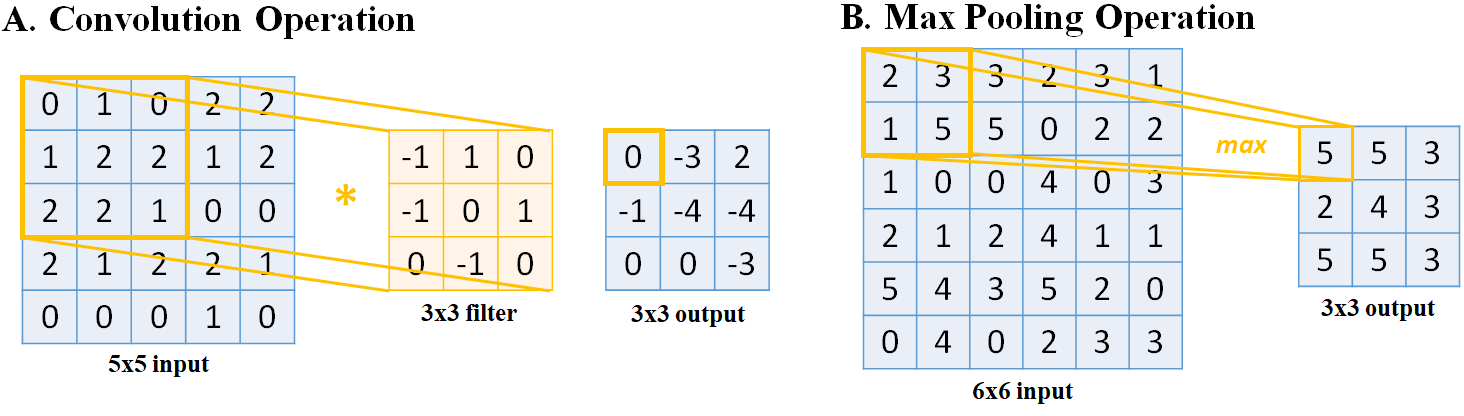 A. Convolution Operation
0 1 0 2 2
1 2 2 1 2
2 2 1 0 0
2 1 2 2 1
0 0 0 1 0
5x5 input
*
-1 1 0
-1 0 1
0 -1 0
3x3 filter
0 -3 2
-1 -4 -4
0 0 -3
3x3 output
B. Max Pooling Operation
2 3 3 2 3 1
1 5 5 0 2 2
1 0 0 4 0 3
2 1 2 4 1 1
5 4 3 5 2 0
0 4 0 2 3 3
6x6 input
max
5 5 3
2 4 3
5 5 3
3x3 output